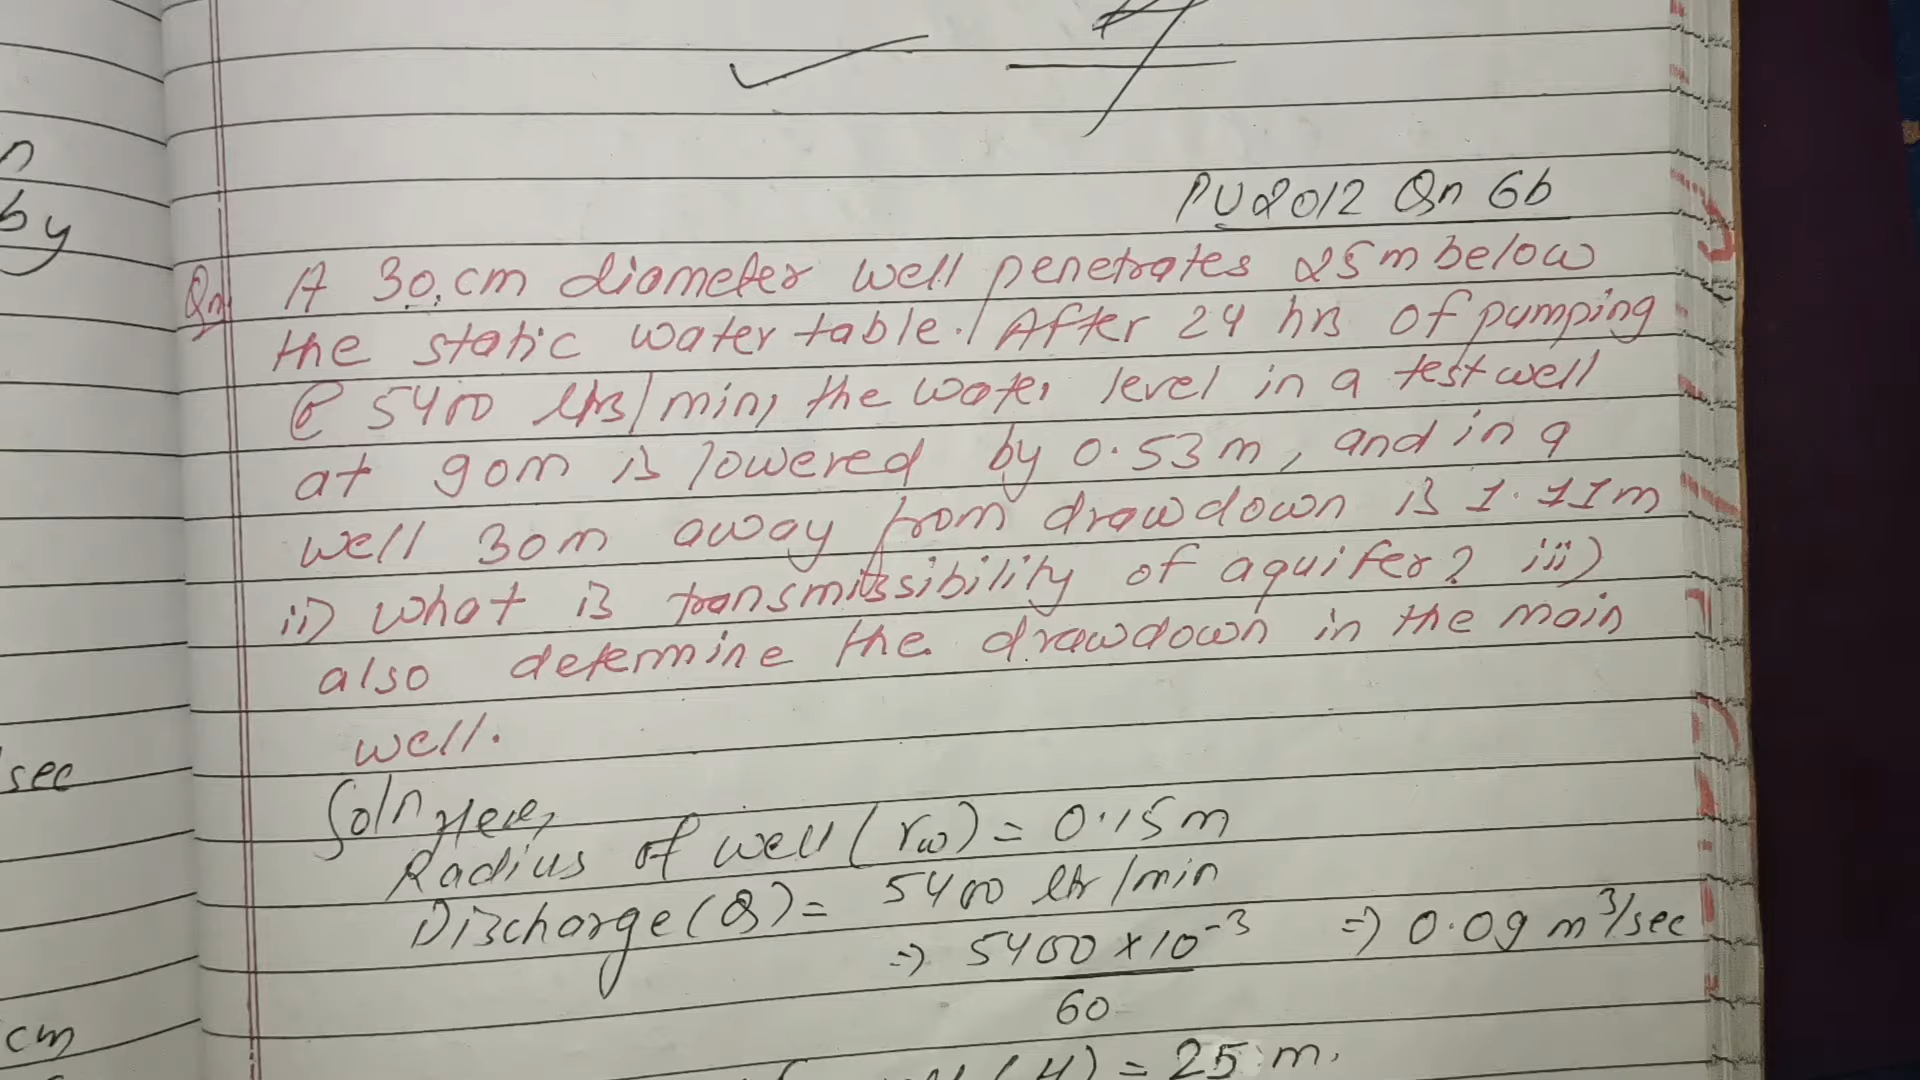 by
sec
cm
PU2012 Qn 6b
Qn A 30.cm diameter well penetrates 25m below
the static water table. After 24 hrs of pumping
@ 5400 ltrs/min, the water level in a test well
at 90m is lowered by 0.53m, and in a
well 30m away from drawdown is 1.11m
ii) what is transmissibility of aquifer? iii)
also determine the drawdown in the main
well.
Soln Here,
Radius of well (rw) = 0.15m
Discharge (Q) = 5400 ltr/min
=> 5400 x 10-3 => 0.09 m3/sec
60
(H) = 25 m.